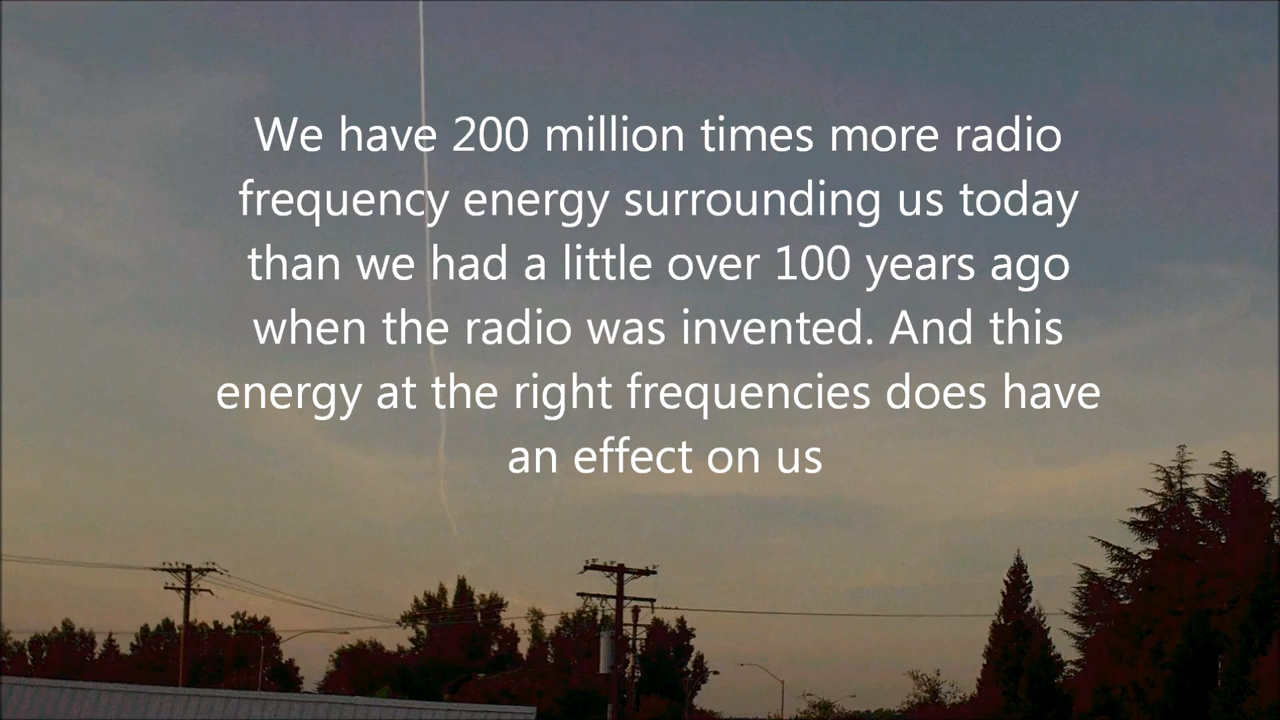 We have 200 million times more radio
frequency energy surrounding us today
than we had a little over 100 years ago
when the radio was invented. And this
energy at the right frequencies does have
an effect on us